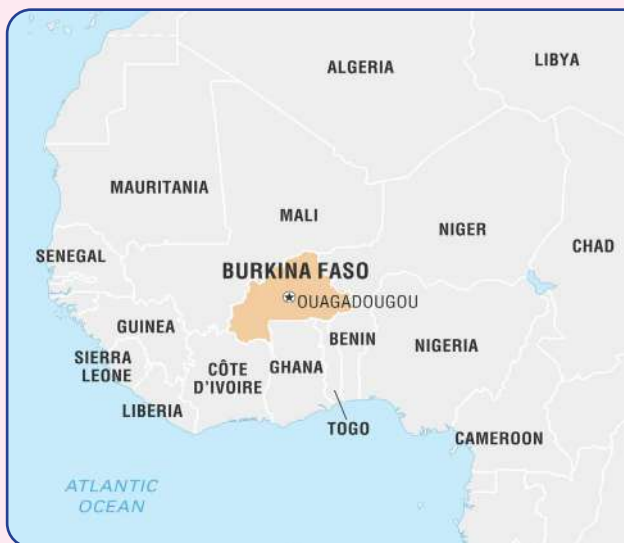 ALGERIA
LIBYA
MAURITANIA
MALI
NIGER
CHAD
SENEGAL
BURKINA FASO
OUAGADOUGOU
GUINEA
BENIN
NIGERIA
SIERRA
LEONE
CÔTE
D'IVOIRE
GHANA
LIBERIA
TOGO
CAMEROON
ATLANTIC
OCEAN